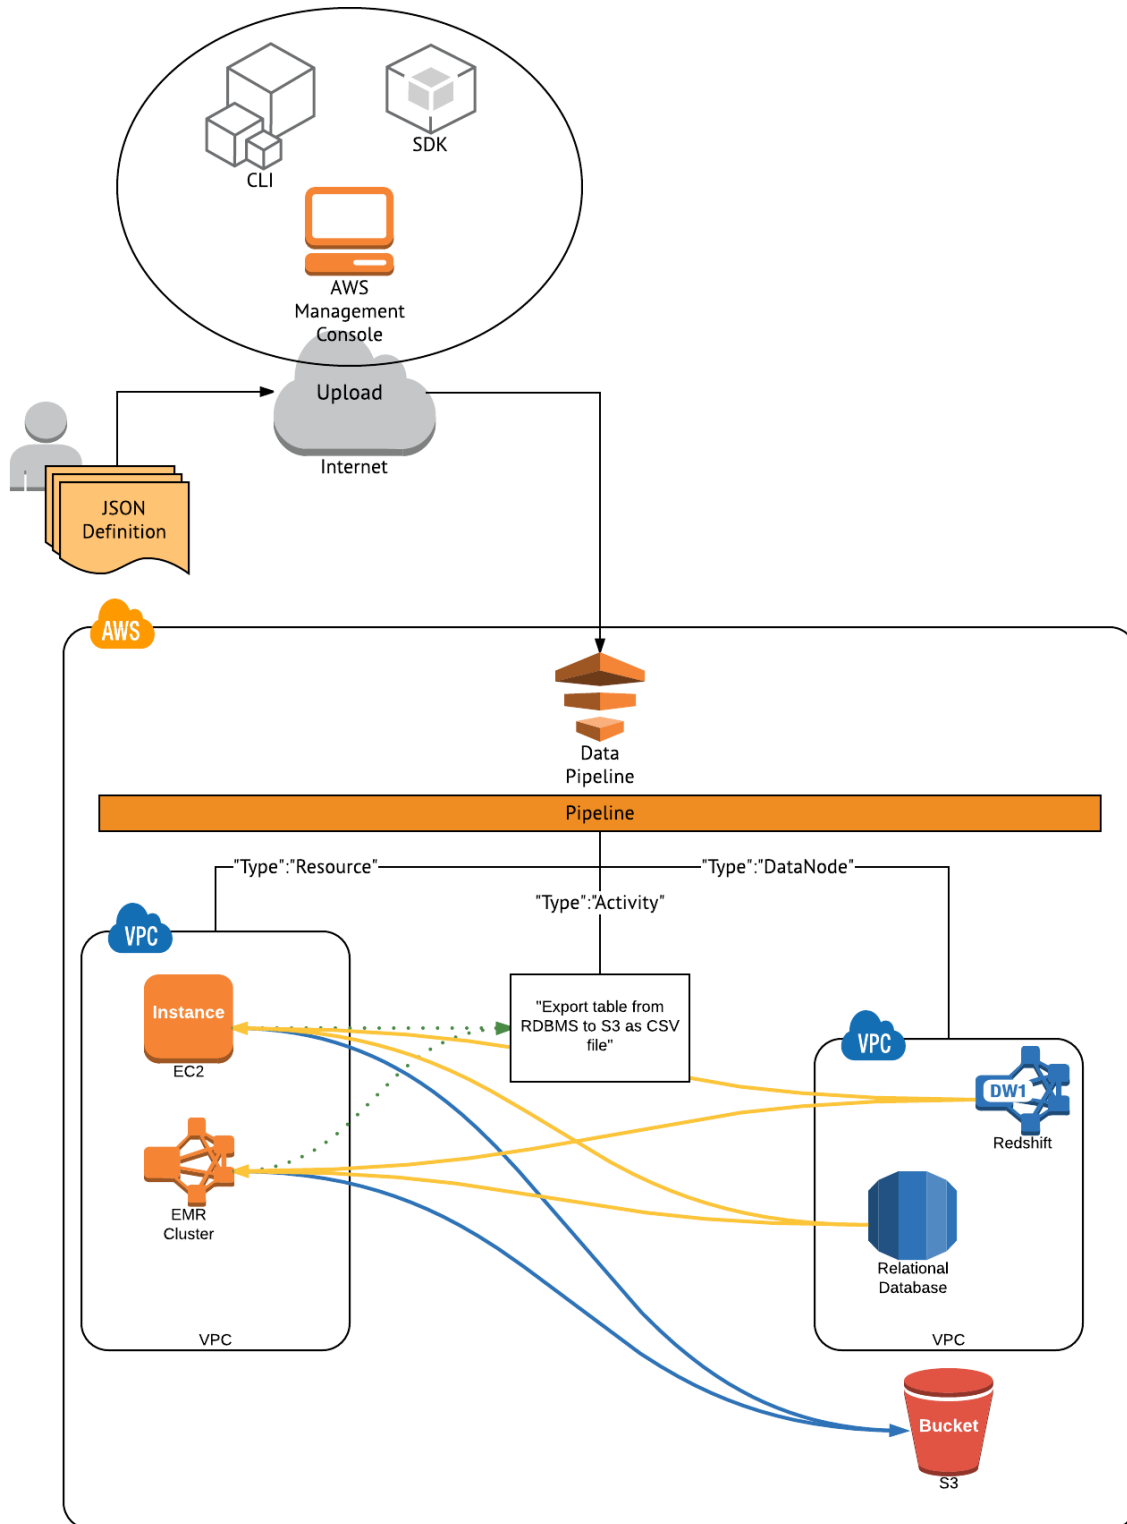 SDK
CLI
AWS
Management
Console
Upload
Internet
JSON
Definition
AWS
Data
Pipeline
Pipeline
"Type":"Resource"
"Type":"DataNode"
"Type":"Activity"
VPC
Instance
EC2
"Export table from
RDBMS to S3 as CSV
file"
VPC
DW1
Redshift
EMR
Cluster
Relational
Database
VPC
VPC
Bucket
S3